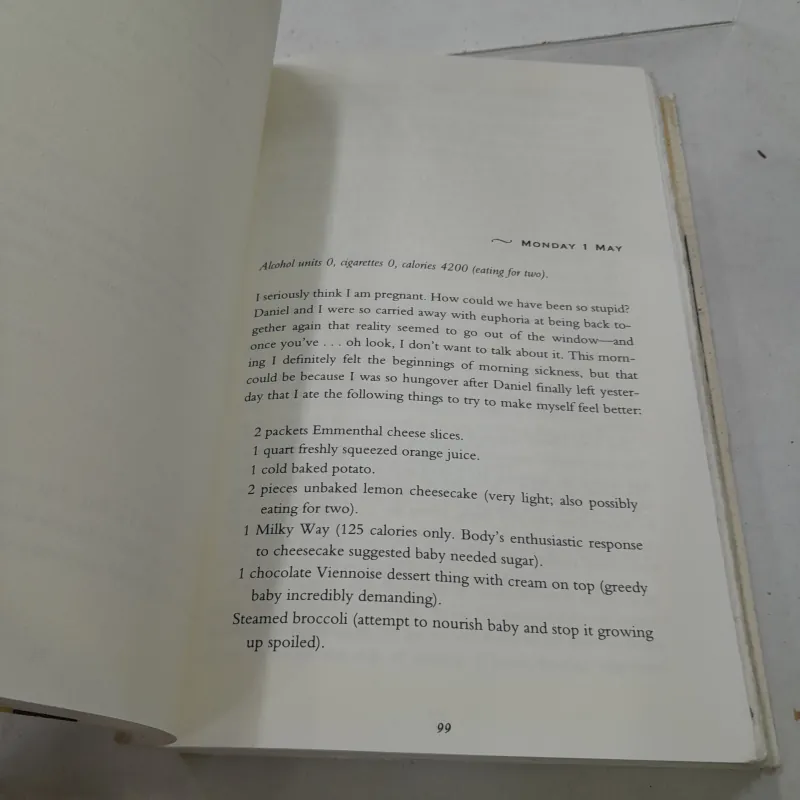 ~ MONDAY 1 MAY
Alcohol units 0, cigarettes 0, calories 4200 (eating for two).
I seriously think I am pregnant. How could we have been so stupid?
Daniel and I were so carried away with euphoria at being back to-
gether again that reality seemed to go out of the window—and
once you've . . . oh look, I don't want to talk about it. This morn-
ing I definitely felt the beginnings of morning sickness, but that
could be because I was so hungover after Daniel finally left yester-
day that I ate the following things to try to make myself feel better:
2 packets Emmenthal cheese slices.
1 quart freshly squeezed orange juice.
1 cold baked potato.
2 pieces unbaked lemon cheesecake (very light; also possibly
eating for two).
1 Milky Way (125 calories only. Body's enthusiastic response
to cheesecake suggested baby needed sugar).
1 chocolate Viennoise dessert thing with cream on top (greedy
baby incredibly demanding).
Steamed broccoli (attempt to nourish baby and stop it growing
up spoiled).
99